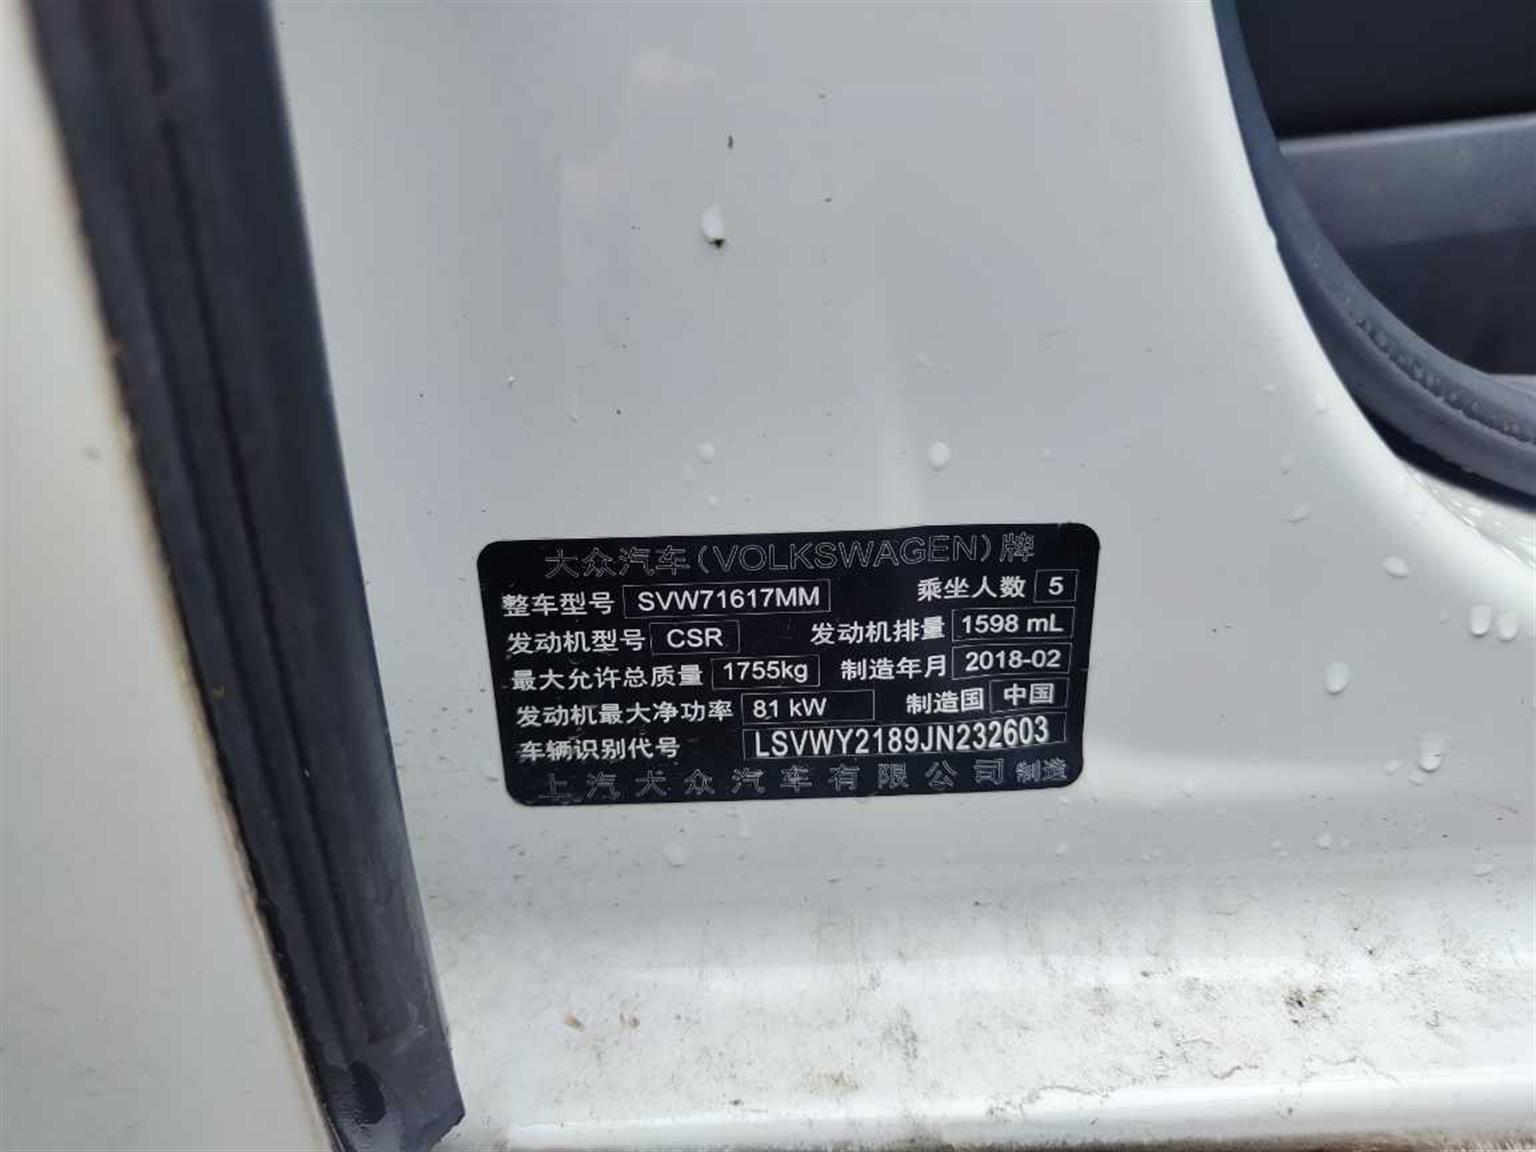 大众汽车(VOLKSWAGEN)牌
整车型号 SVW71617MM 乘坐人数 5
发动机型号 CSR 发动机排量 1598 mL
最大允许总质量 1755kg 制造年月 2018-02
发动机最大净功率 81 kW 制造国 中国
车辆识别代号 LSVWY2189JN232603
上汽大众汽车有限公司 制造